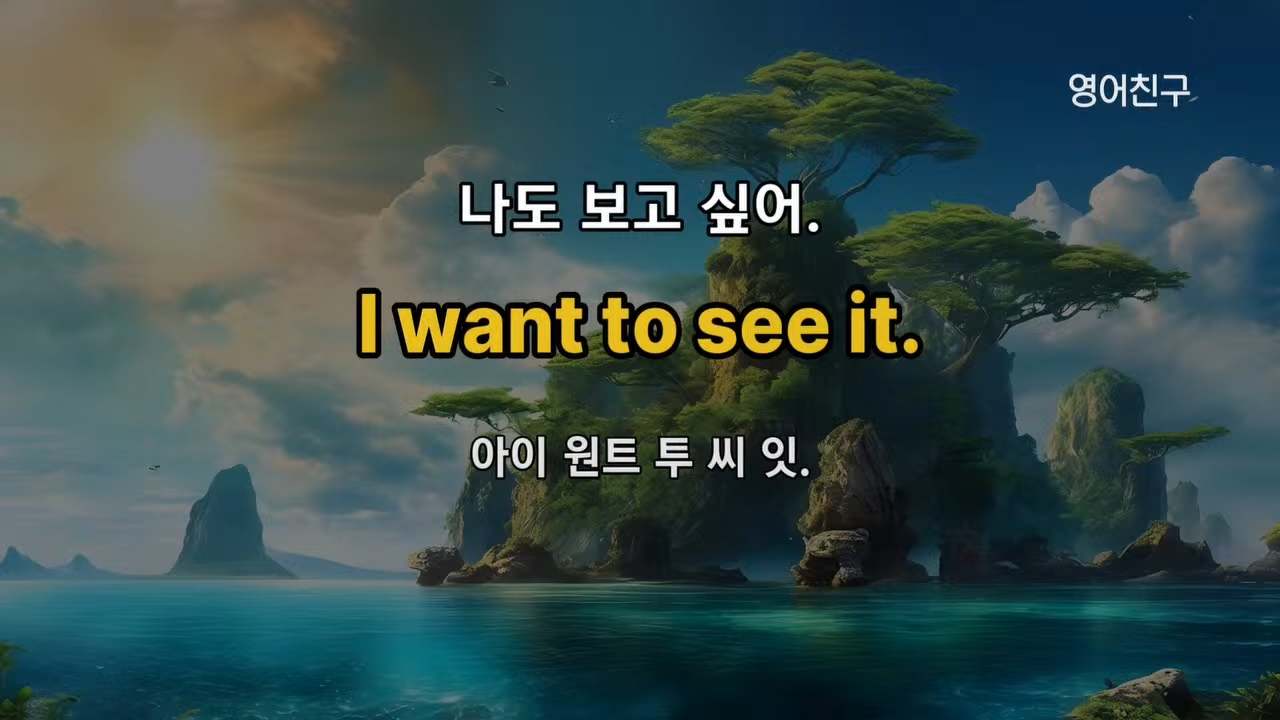 영어친구
나도 보고 싶어.
I want to see it.
아이 원트 투 씨 잇.